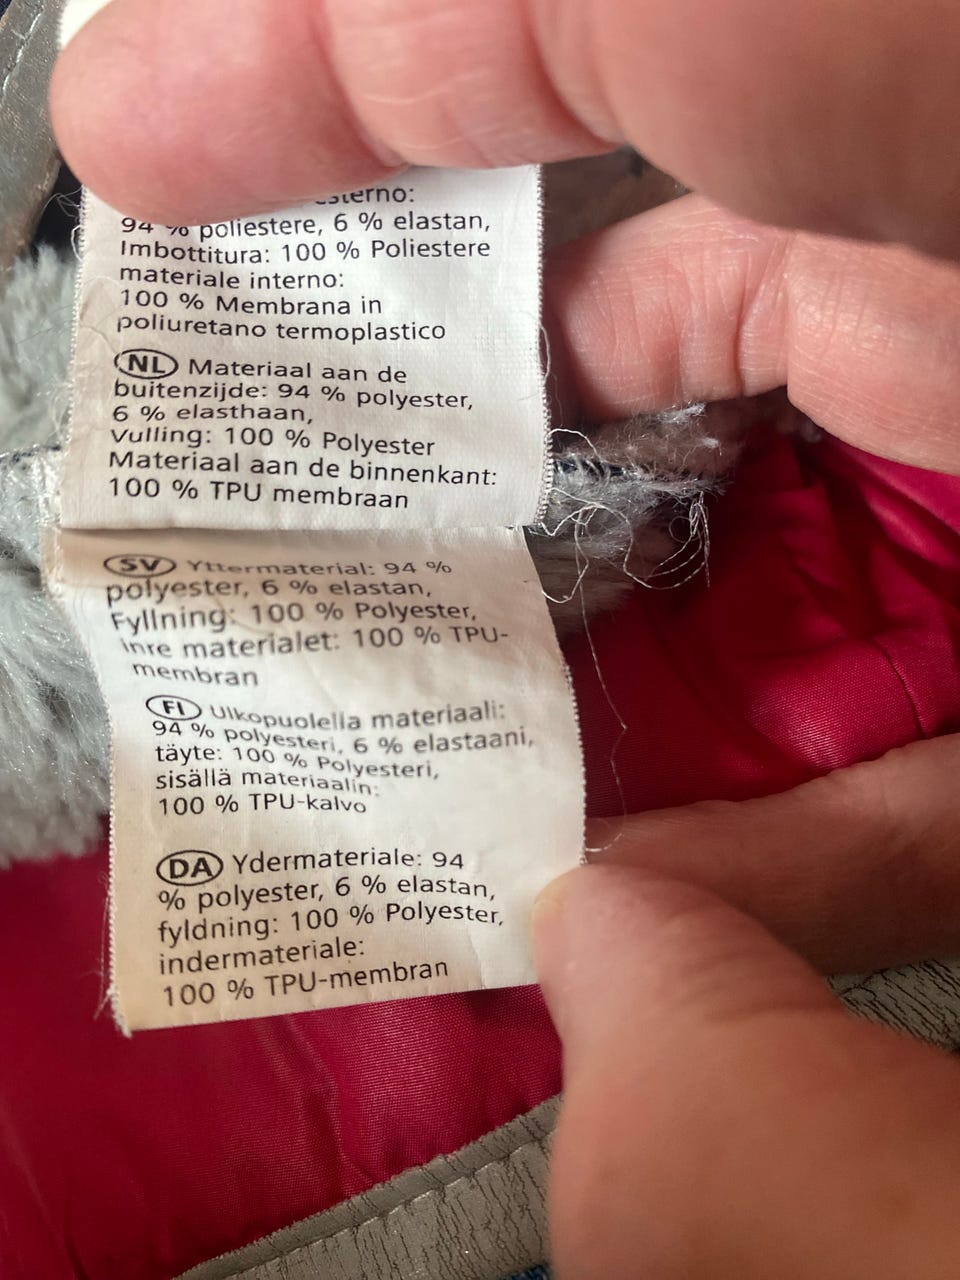 94 % poliestere, 6 % elastan,
Imbottitura: 100 % Poliestere
materiale interno:
100 % Membrana in
poliuretano termoplastico
NL Materiaal aan de
buitenzijde: 94 % polyester,
6 % elasthaan,
Vulling: 100 % Polyester
Materiaal aan de binnenkant:
100 % TPU membraan
SV Yttermaterial: 94 %
polyester, 6 % elastan,
Fyllning: 100 % Polyester,
inre materialet: 100 % TPU-
membran
FI Ulkopuolella materiaali:
94 % polyesteri, 6 % elastaani,
täyte: 100 % Polyesteri,
sisällä materiaalin:
100 % TPU-kalvo
DA Ydermateriale: 94
% polyester, 6 % elastan,
fyldning: 100 % Polyester,
indermateriale:
100 % TPU-membran